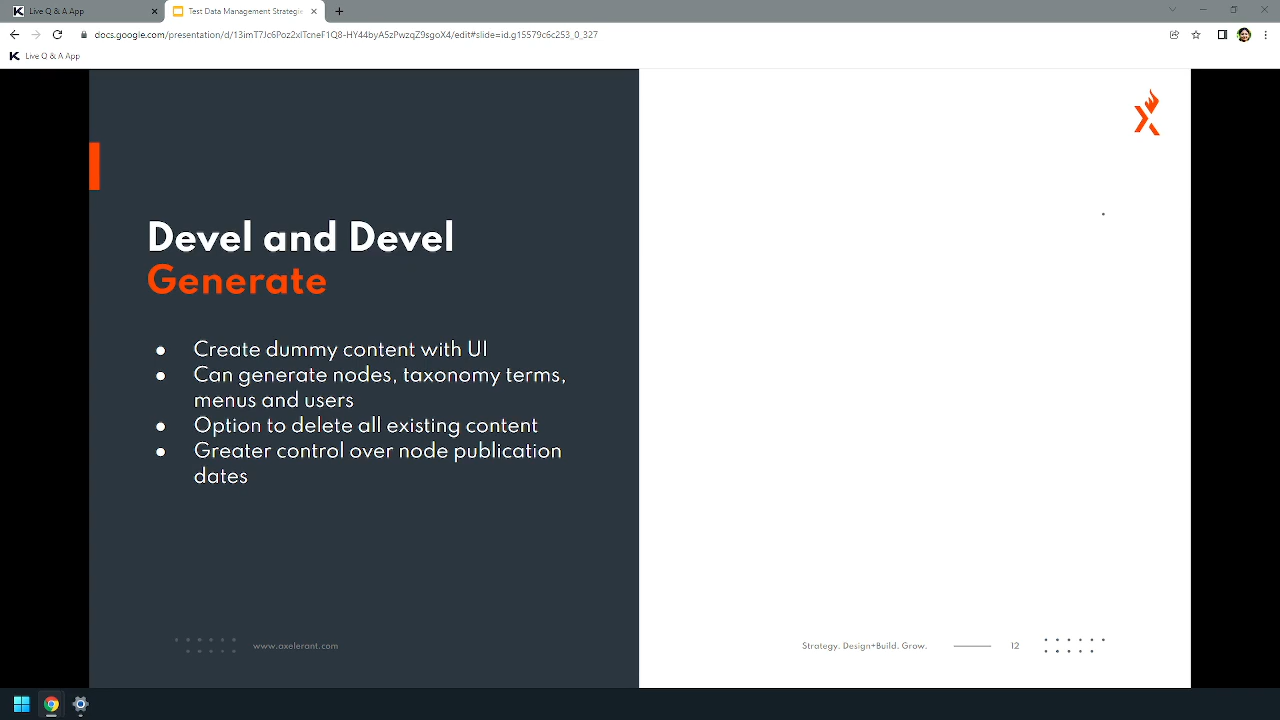 Live Q & A App
Test Data Management Strategie
docs.google.com/presentation/d/13imT7Jc6Poz2xlTcneF1Q8-HY44byA5zPwzqZ9sgoX4/edit#slide=id.g15579c6c253_0_327
Live Q & A App
Devel and Devel
Generate
● Create dummy content with UI
● Can generate nodes, taxonomy terms,
menus and users
● Option to delete all existing content
● Greater control over node publication
dates
www.axelerant.com
Strategy. Design+Build. Grow.
12